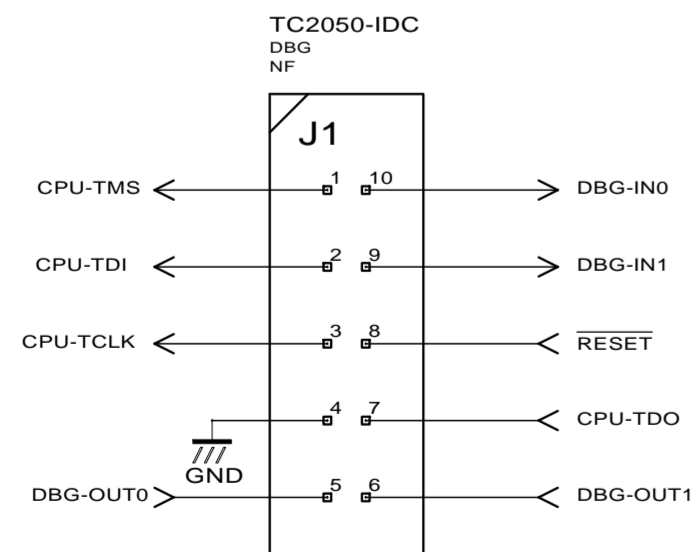 TC2050-IDC
DBG
NF
J1
CPU-TMS 1 10 DBG-IN0
CPU-TDI 2 9 DBG-IN1
CPU-TCLK 3 8 RESET
4 7 CPU-TDO
GND
DBG-OUT0 5 6 DBG-OUT1